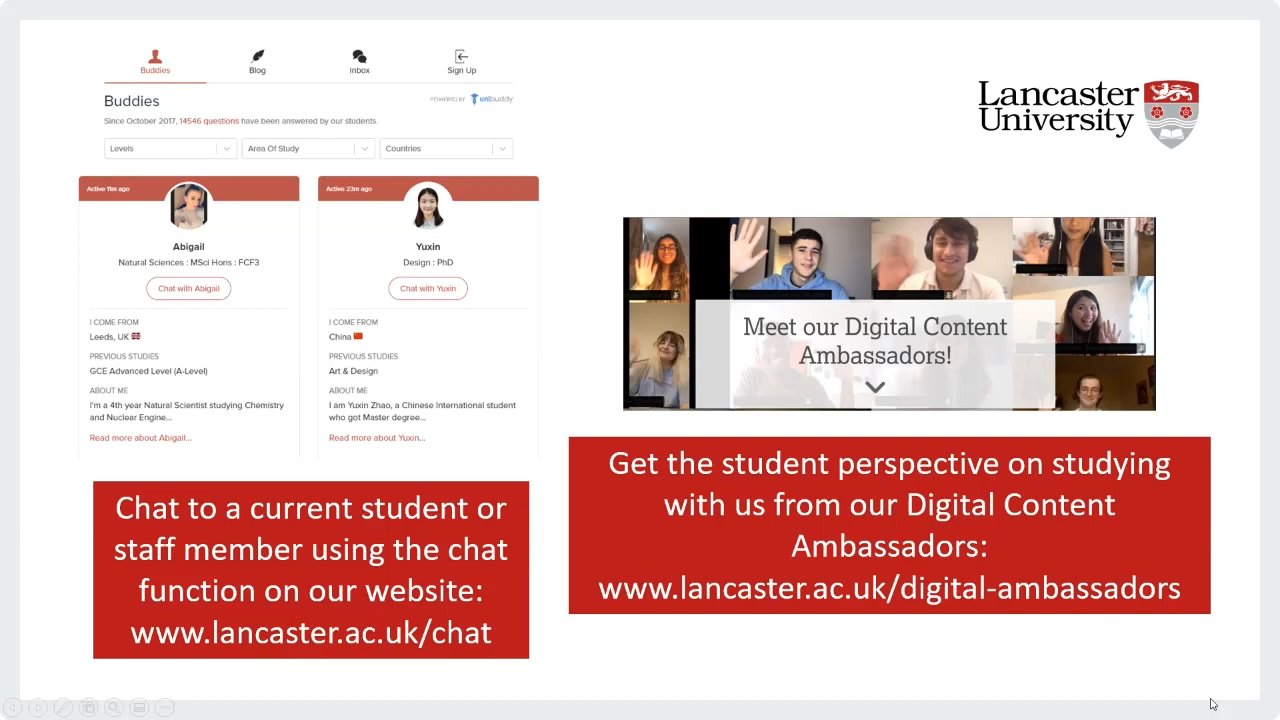 Buddies
Blog
Inbox
Sign Up
Buddies
POWERED BY unibuddy
Since October 2017, 14546 questions have been answered by our students.
Levels
Area Of Study
Countries
Active 11m ago
Abigail
Natural Sciences : MSci Hons : FCF3
Chat with Abigail
I COME FROM
Leeds, UK
PREVIOUS STUDIES
GCE Advanced Level (A-Level)
ABOUT ME
I'm a 4th year Natural Scientist studying Chemistry
and Nuclear Engine...
Read more about Abigail...
Active 23m ago
Yuxin
Design : PhD
Chat with Yuxin
I COME FROM
China
PREVIOUS STUDIES
Art & Design
ABOUT ME
I am Yuxin Zhao, a Chinese international student
who got Master degree...
Read more about Yuxin...
Chat to a current student or
staff member using the chat
function on our website:
www.lancaster.ac.uk/chat
Lancaster
University
Meet our Digital Content
Ambassadors!
Get the student perspective on studying
with us from our Digital Content
Ambassadors:
www.lancaster.ac.uk/digital-ambassadors